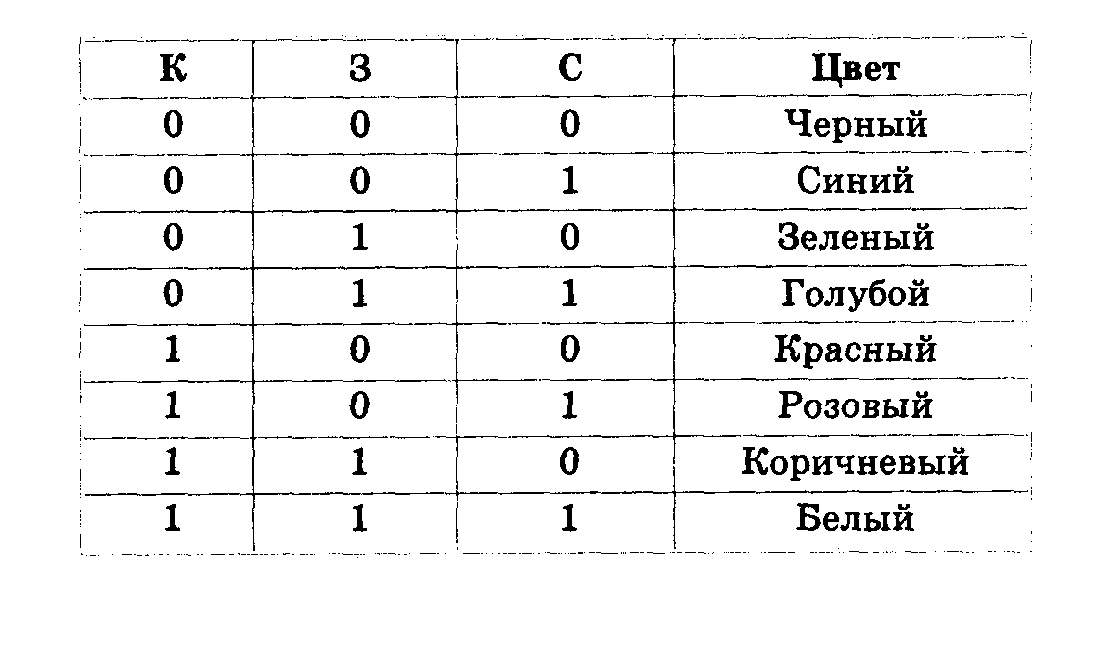 К З С Цвет
0 0 0 Черный
0 0 1 Синий
0 1 0 Зеленый
0 1 1 Голубой
1 0 0 Красный
1 0 1 Розовый
1 1 0 Коричневый
1 1 1 Белый